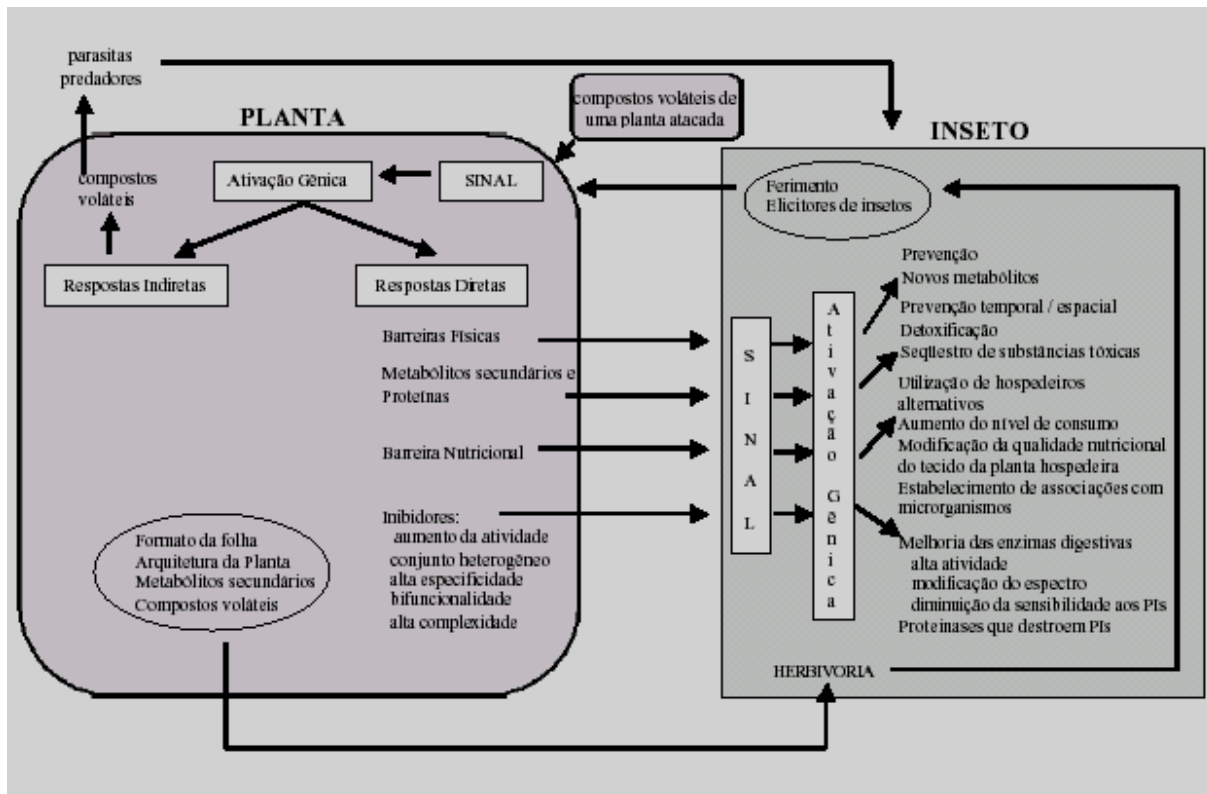 parasitas
predadores
compostos voláteis de
uma planta atacada
PLANTA
INSETO
compostos
voláteis
Ativação Gênica
SINAL
Ferimento
Elicitores de insetos
Respostas Indiretas
Respostas Diretas
Barreiras Físicas
Metabólitos secundários e
Proteínas
Barreira Nutricional
Inibidores:
aumento da atividade
conjunto heterogêneo
alta especificidade
bifuncionalidade
alta complexidade
Formato da folha
Arquitetura da Planta
Metabólitos secundários
Compostos voláteis
SINAL
Ativação Gênica
Prevenção
Novos metabólitos
Prevenção temporal / espacial
Detoxificação
Seqüestro de substâncias tóxicas
Utilização de hospedeiros
alternativos
Aumento do nível de consumo
Modificação da qualidade nutricional
do tecido da planta hospedeira
Estabelecimento de associações com
microrganismos
Melhoria das enzimas digestivas
alta atividade
modificação do espectro
diminuição da sensibilidade aos PIs
Proteinases que destroem PIs
HERBIVORIA